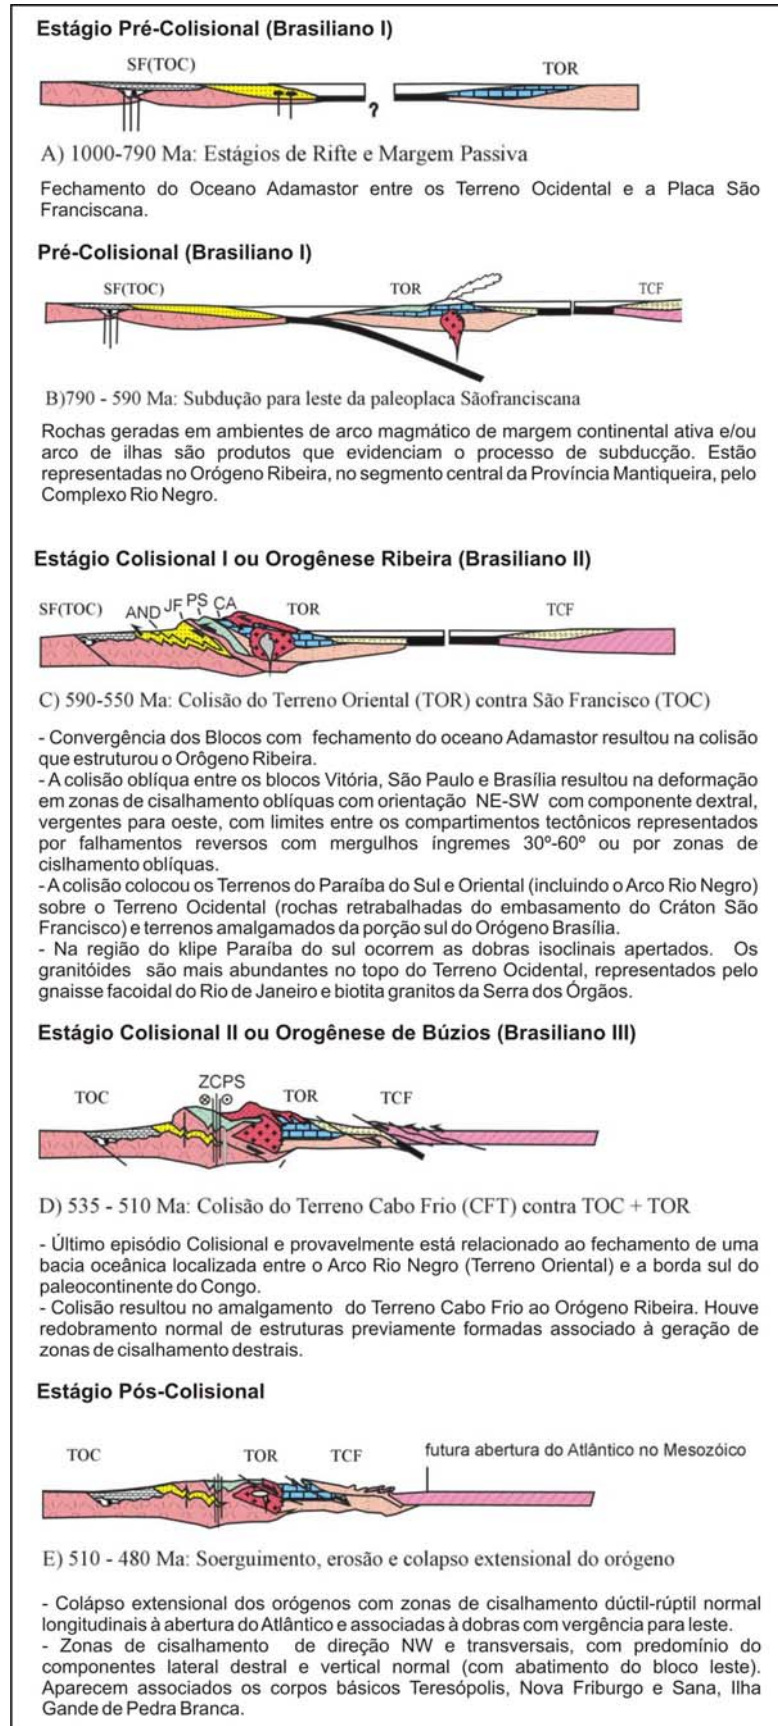 Estágio Pré-Colisional (Brasiliano I)
SF(TOC)
TOR
?
A) 1000-790 Ma: Estágios de Rifte e Margem Passiva
Fechamento do Oceano Adamastor entre os Terreno Ocidental e a Placa São
Franciscana.
Pré-Colisional (Brasiliano I)
SF(TOC)
TOR
TCF
B)790 - 590 Ma: Subdução para leste da paleoplaca Sãofranciscana
Rochas geradas em ambientes de arco magmático de margem continental ativa e/ou
arco de ilhas são produtos que evidenciam o processo de subducção. Estão
representadas no Orógeno Ribeira, no segmento central da Província Mantiqueira, pelo
Complexo Rio Negro.
Estágio Colisional I ou Orogênese Ribeira (Brasiliano II)
SF(TOC)
AND
JF
PS
CA
TOR
TCF
C) 590-550 Ma: Colisão do Terreno Oriental (TOR) contra São Francisco (TOC)
- Convergência dos Blocos com fechamento do oceano Adamastor resultou na colisão
que estruturou o Orôgeno Ribeira.
- A colisão oblíqua entre os blocos Vitória, São Paulo e Brasília resultou na deformação
em zonas de cisalhamento oblíquas com orientação NE-SW com componente dextral,
vergentes para oeste, com limites entre os compartimentos tectônicos representados
por falhamentos reversos com mergulhos íngremes 30º-60º ou por zonas de
cislhamento oblíquas.
- A colisão colocou os Terrenos do Paraíba do Sul e Oriental (incluindo o Arco Rio Negro)
sobre o Terreno Ocidental (rochas retrabalhadas do embasamento do Cráton São
Francisco) e terrenos amalgamados da porção sul do Orógeno Brasília.
- Na região do klipe Paraíba do sul ocorrem as dobras isoclinais apertados. Os
granitóides são mais abundantes no topo do Terreno Ocidental, representados pelo
gnaisse facoidal do Rio de Janeiro e biotita granitos da Serra dos Órgãos.
Estágio Colisional II ou Orogênese de Búzios (Brasiliano III)
TOC
ZCPS
TOR
TCF
D) 535 - 510 Ma: Colisão do Terreno Cabo Frio (CFT) contra TOC + TOR
- Último episódio Colisional e provavelmente está relacionado ao fechamento de uma
bacia oceânica localizada entre o Arco Rio Negro (Terreno Oriental) e a borda sul do
paleocontinente do Congo.
- Colisão resultou no amalgamento do Terreno Cabo Frio ao Orógeno Ribeira. Houve
redobramento normal de estruturas previamente formadas associado à geração de
zonas de cisalhamento destrais.
Estágio Pós-Colisional
TOC
TOR
TCF
futura abertura do Atlântico no Mesozóico
E) 510 - 480 Ma: Soerguimento, erosão e colapso extensional do orógeno
- Colápso extensional dos orógenos com zonas de cisalhamento dúctil-rúptil normal
longitudinais à abertura do Atlântico e associadas à dobras com vergência para leste.
- Zonas de cisalhamento de direção NW e transversais, com predomínio do
componentes lateral destral e vertical normal (com abatimento do bloco leste).
Aparecem associados os corpos básicos Teresópolis, Nova Friburgo e Sana, Ilha
Gande de Pedra Branca.